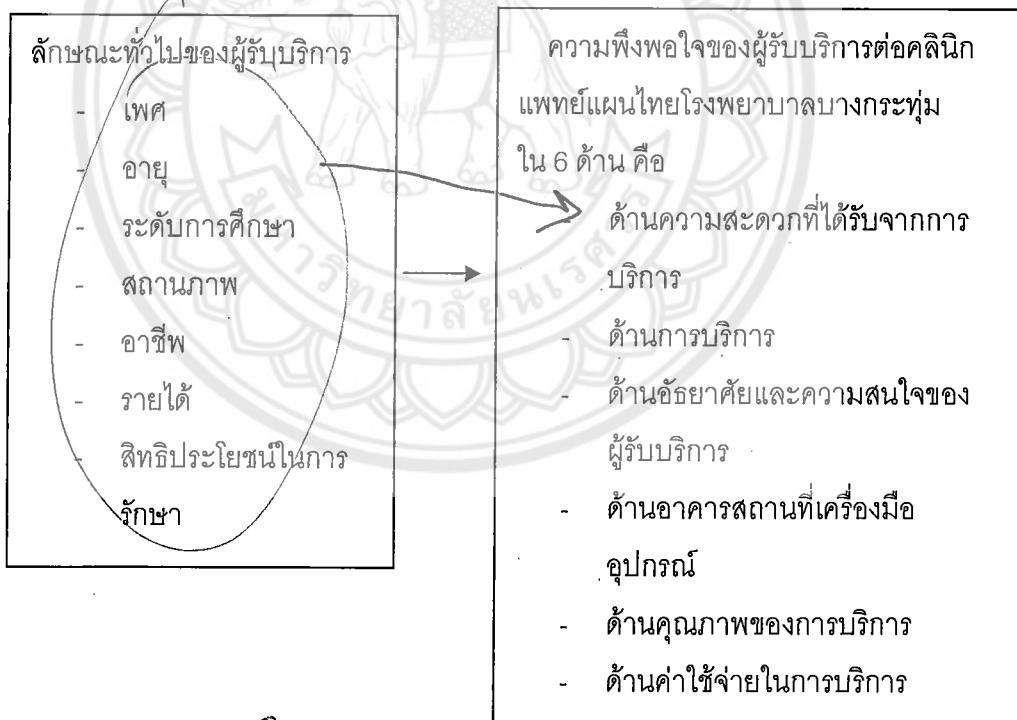 ลักษณะทั่วไปของผู้รับบริการ
- เพศ
- อายุ
- ระดับการศึกษา
- สถานภาพ
- อาชีพ
- รายได้
- สิทธิประโยชน์ในการ
รักษา
ความพึงพอใจของผู้รับบริการต่อคลินิก
แพทย์แผนไทยโรงพยาบาลบางกระทุ่ม
ใน 6 ด้าน คือ
- ด้านความสะดวกที่ได้รับจากการ
บริการ
- ด้านการบริการ
- ด้านอัธยาศัยและความสนใจของ
ผู้รับบริการ
- ด้านอาคารสถานที่เครื่องมือ
อุปกรณ์
- ด้านคุณภาพของการบริการ
- ด้านค่าใช้จ่ายในการบริการ